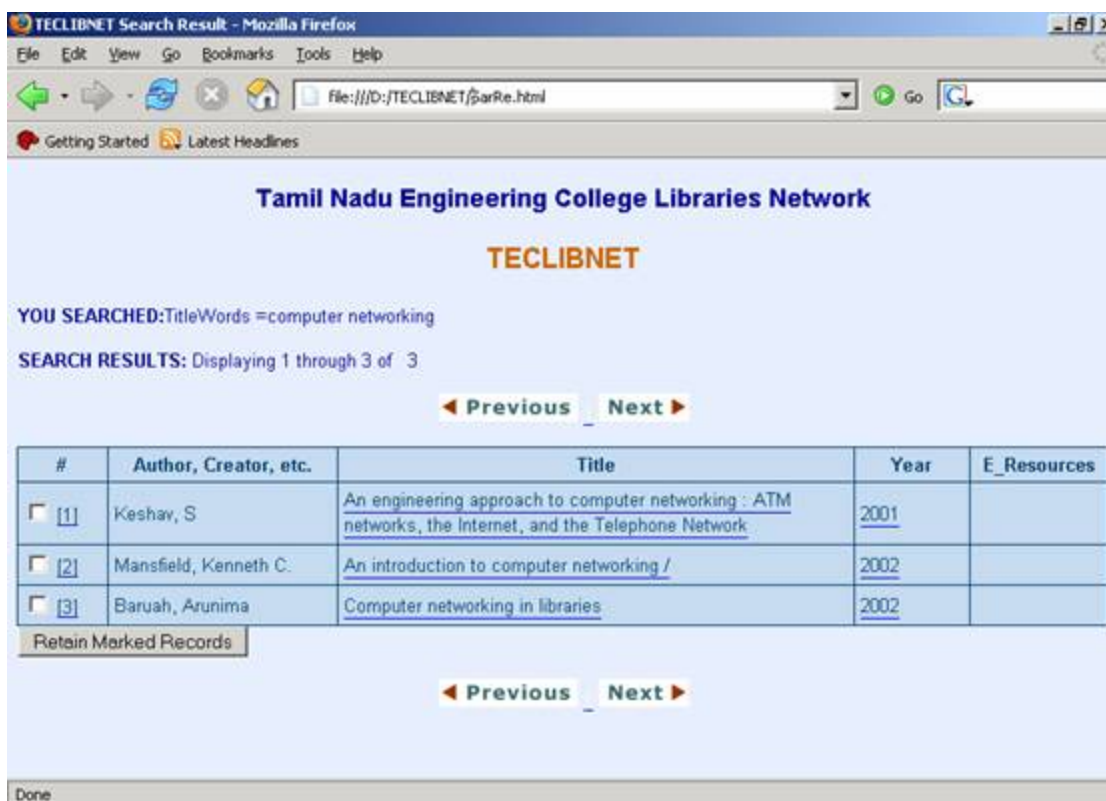 TECLIBNET Search Result - Mozilla Firefox
File Edit View Go Bookmarks Tools Help
file:///D:/TECLIBNET/SarRe.html Go G
Getting Started Latest Headlines
Tamil Nadu Engineering College Libraries Network
TECLIBNET
YOU SEARCHED:TitleWords =computer networking
SEARCH RESULTS: Displaying 1 through 3 of 3
Previous Next
# Author, Creator, etc. Title Year E_Resources
[1] Keshav, S An engineering approach to computer networking : ATM
networks, the Internet, and the Telephone Network 2001
[2] Mansfield, Kenneth C. An introduction to computer networking / 2002
[3] Baruah, Arunima Computer networking in libraries 2002
Retain Marked Records
Previous Next
Done